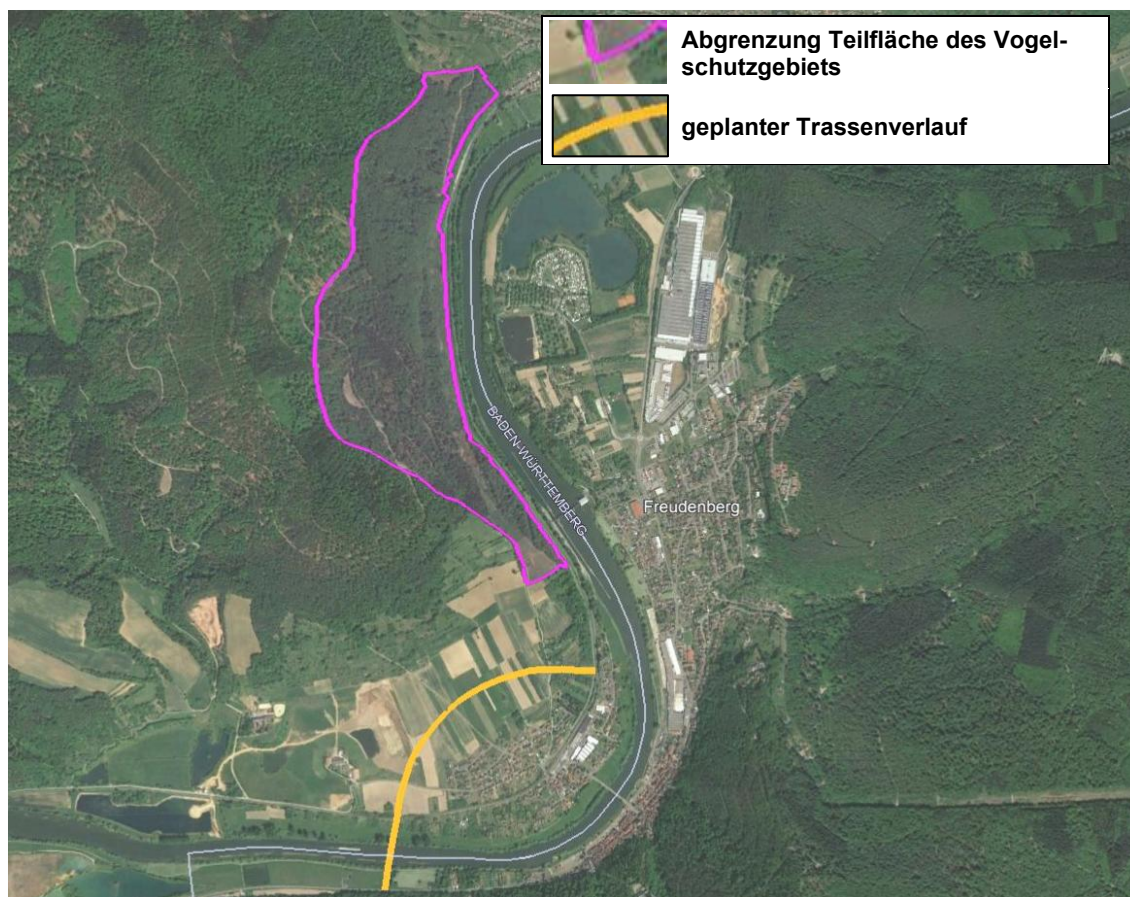 Abgrenzung Teilfläche des Vogel-
schutzgebiets
geplanter Trassenverlauf
BADEN-WÜRTTEMBERG
Freudenberg